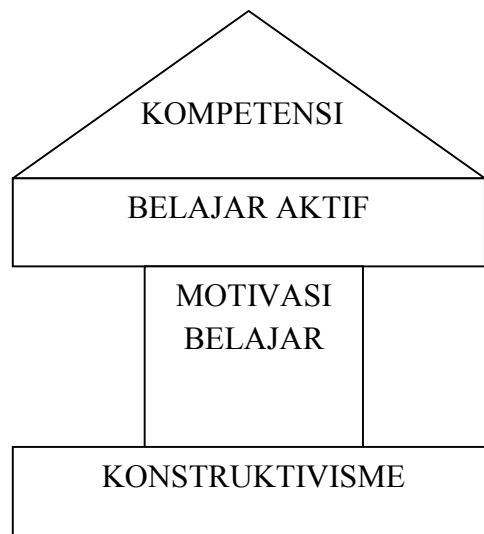 KOMPETENSI
BELAJAR AKTIF
MOTIVASI
BELAJAR
KONSTRUKTIVISME